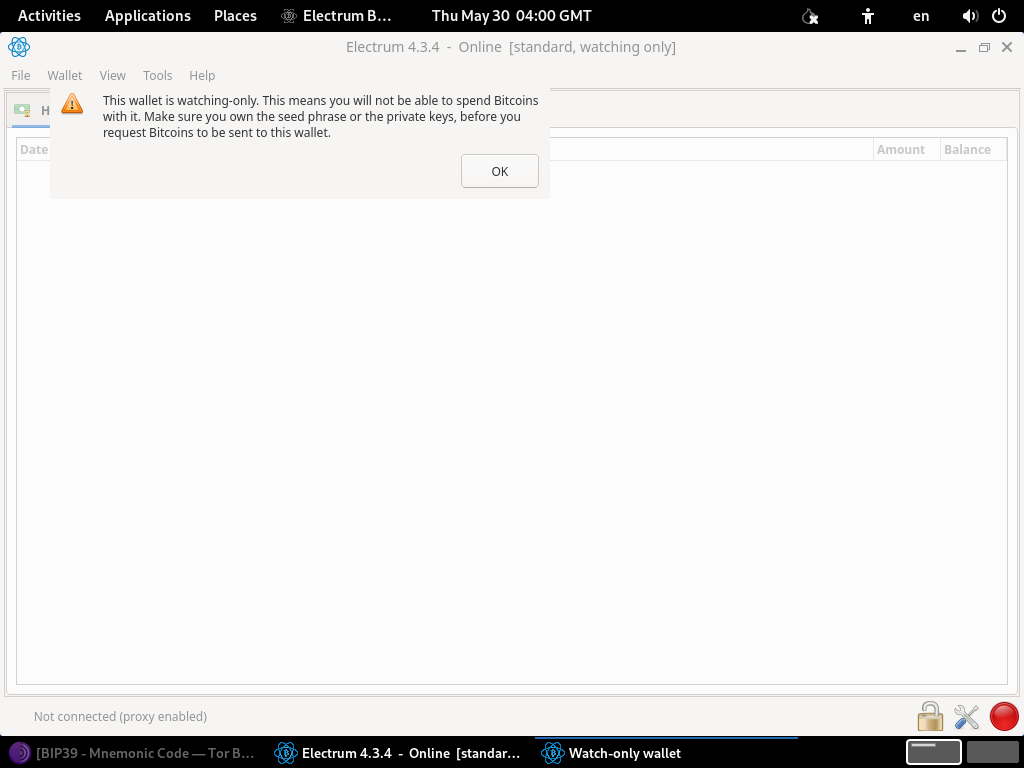 Activities Applications Places Electrum B... Thu May 30 04:00 GMT en
Electrum 4.3.4 - Online [standard, watching only]
File Wallet View Tools Help
This wallet is watching-only. This means you will not be able to spend Bitcoins
with it. Make sure you own the seed phrase or the private keys, before you
request Bitcoins to be sent to this wallet.
H
OK
Date Amount Balance
Not connected (proxy enabled)
[BIP39 - Mnemonic Code — Tor B... Electrum 4.3.4 - Online [standar... Watch-only wallet